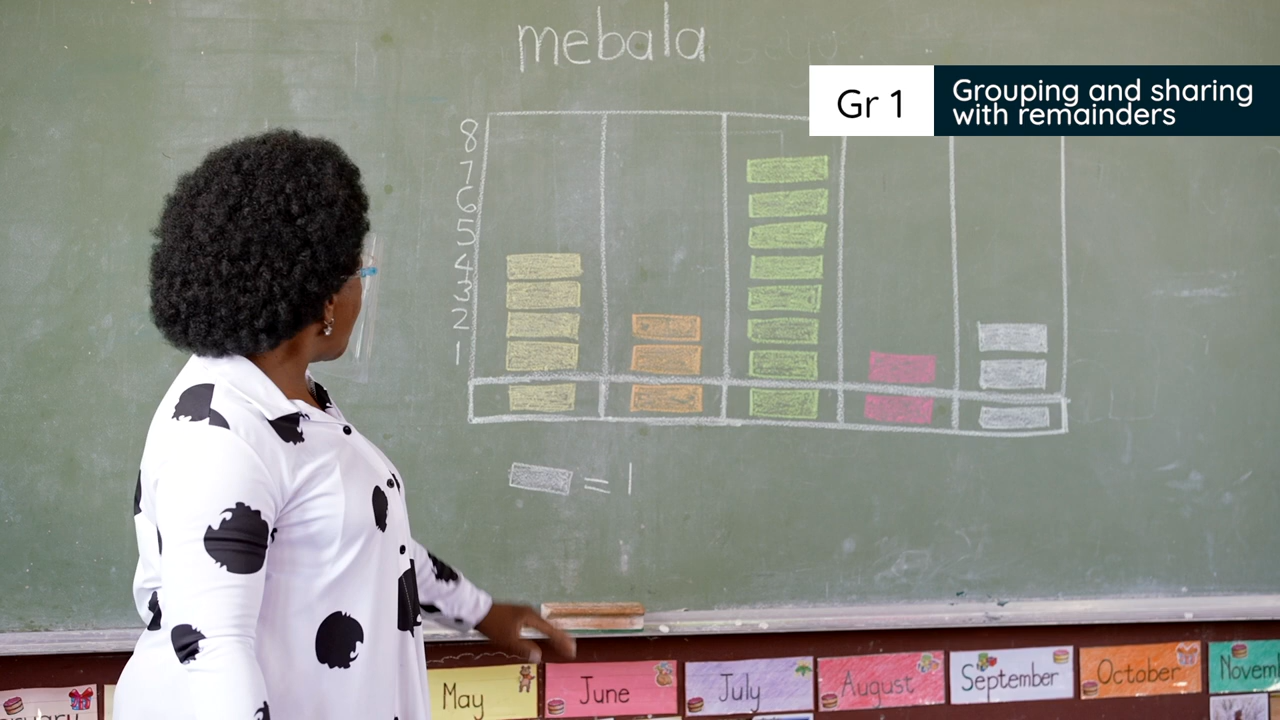 mebala
Gr 1
Grouping and sharing
with remainders
8
7
6
5
4
3
2
1
= 1
May
June
July
August
September
October